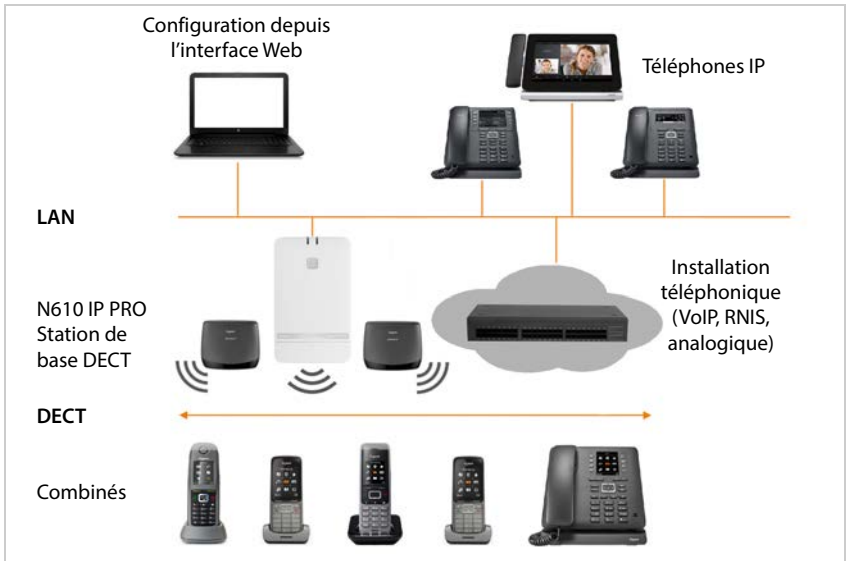 Configuration depuis
l'interface Web
Téléphones IP
LAN
N610 IP PRO
Station de
base DECT
Installation
téléphonique
(VoIP, RNIS,
analogique)
DECT
Combinés